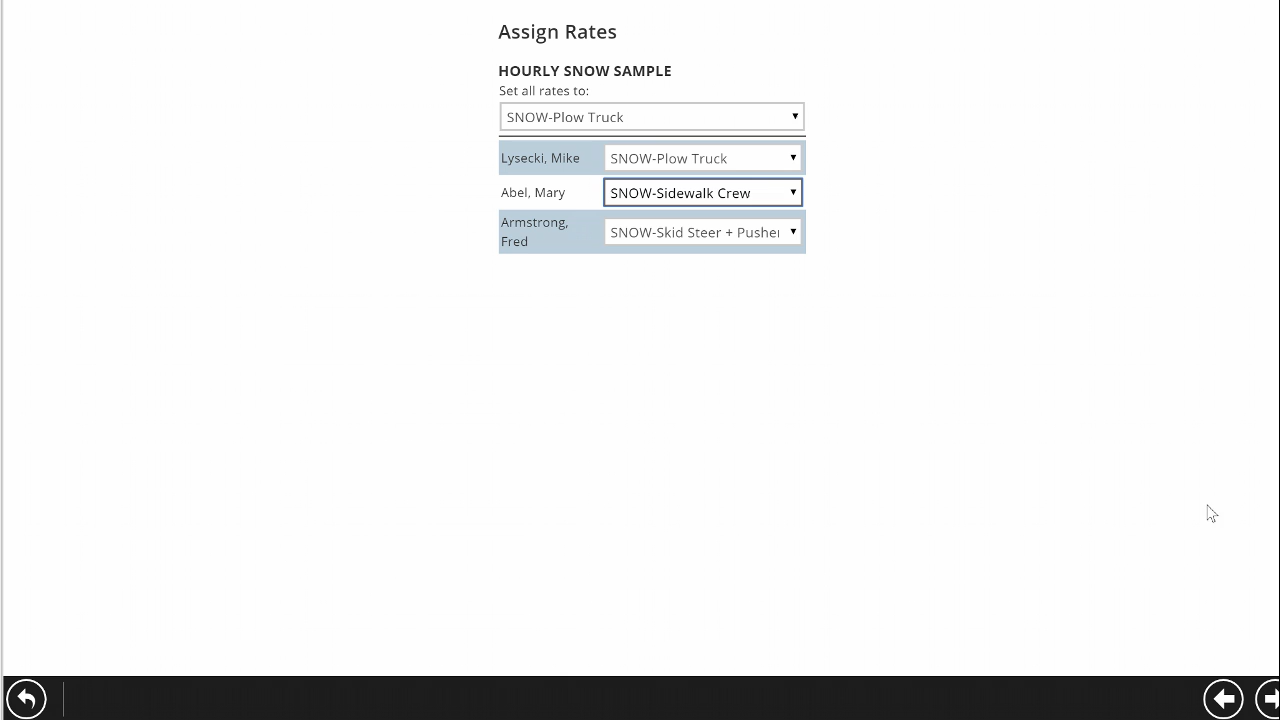 Assign Rates
HOURLY SNOW SAMPLE
Set all rates to:
SNOW-Plow Truck
Lysecki, Mike SNOW-Plow Truck
Abel, Mary SNOW-Sidewalk Crew
Armstrong,
Fred SNOW-Skid Steer + Pusher